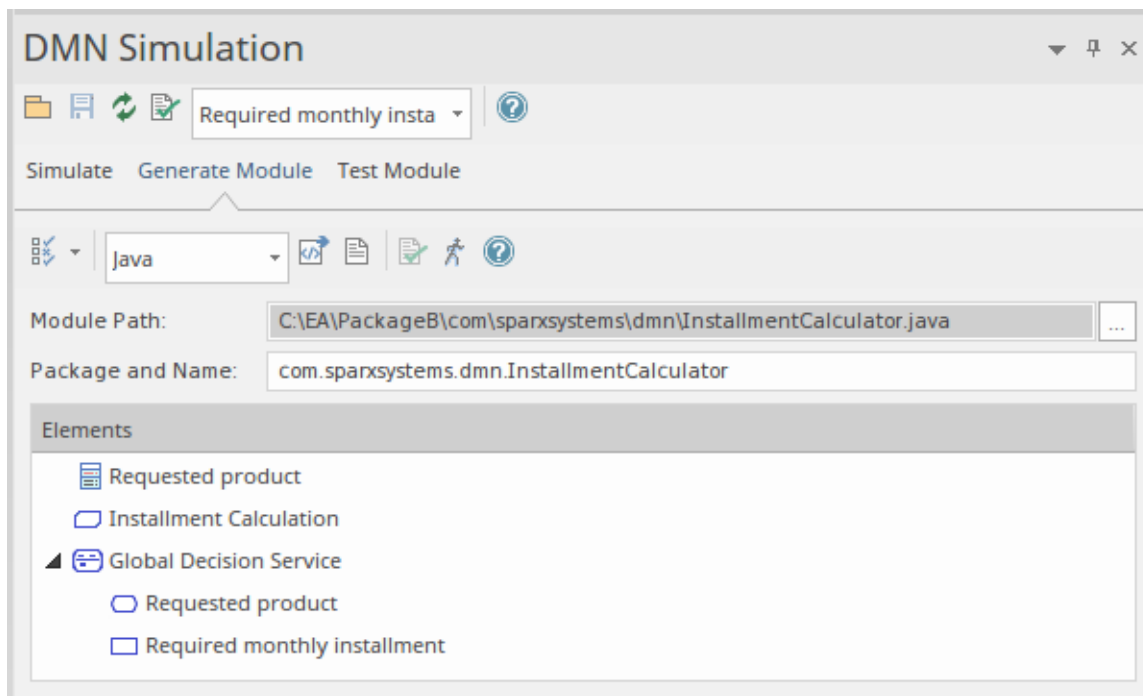 DMN Simulation
Required monthly insta
Simulate Generate Module Test Module
Java
Module Path: C:\EA\PackageB\com\sparxsystems\dmn\InstallmentCalculator.java ...
Package and Name: com.sparxsystems.dmn.InstallmentCalculator
Elements
Requested product
Installment Calculation
Global Decision Service
Requested product
Required monthly installment